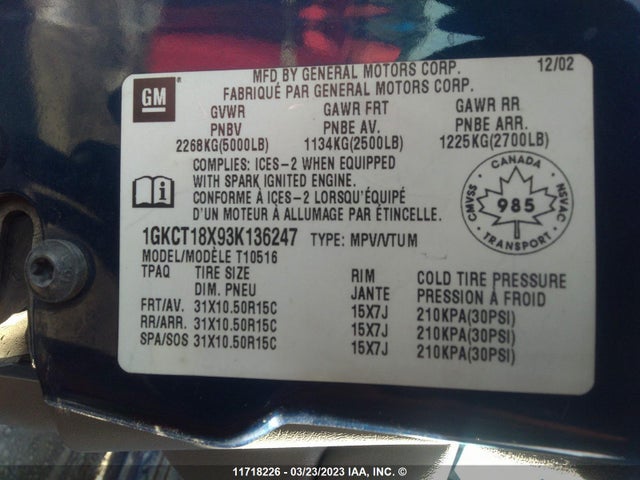 MFD BY GENERAL MOTORS CORP. 12/02
FABRIQUÉ PAR GENERAL MOTORS CORP.
GM
GVWR GAWR FRT GAWR RR
PNBV PNBE AV. PNBE ARR.
2268KG(5000LB) 1134KG(2500LB) 1225KG(2700LB)
COMPLIES: ICES-2 WHEN EQUIPPED
WITH SPARK IGNITED ENGINE.
CONFORME À ICES-2 LORSQU'ÉQUIPÉ
D'UN MOTEUR À ALLUMAGE PAR ÉTINCELLE.
CANADA
CMVSS 985 NSVAC
TRANSPORT
1GKCT18X93K136247 TYPE: MPV/VTUM
MODEL/MODÈLE T10516
TPAQ TIRE SIZE RIM COLD TIRE PRESSURE
DIM. PNEU JANTE PRESSION À FROID
FRT/AV. 31X10.50R15C 15X7J 210KPA(30PSI)
RR/ARR. 31X10.50R15C 15X7J 210KPA(30PSI)
SPA/SOS 31X10.50R15C 15X7J 210KPA(30PSI)
11718226 - 03/23/2023 IAA, INC. ©